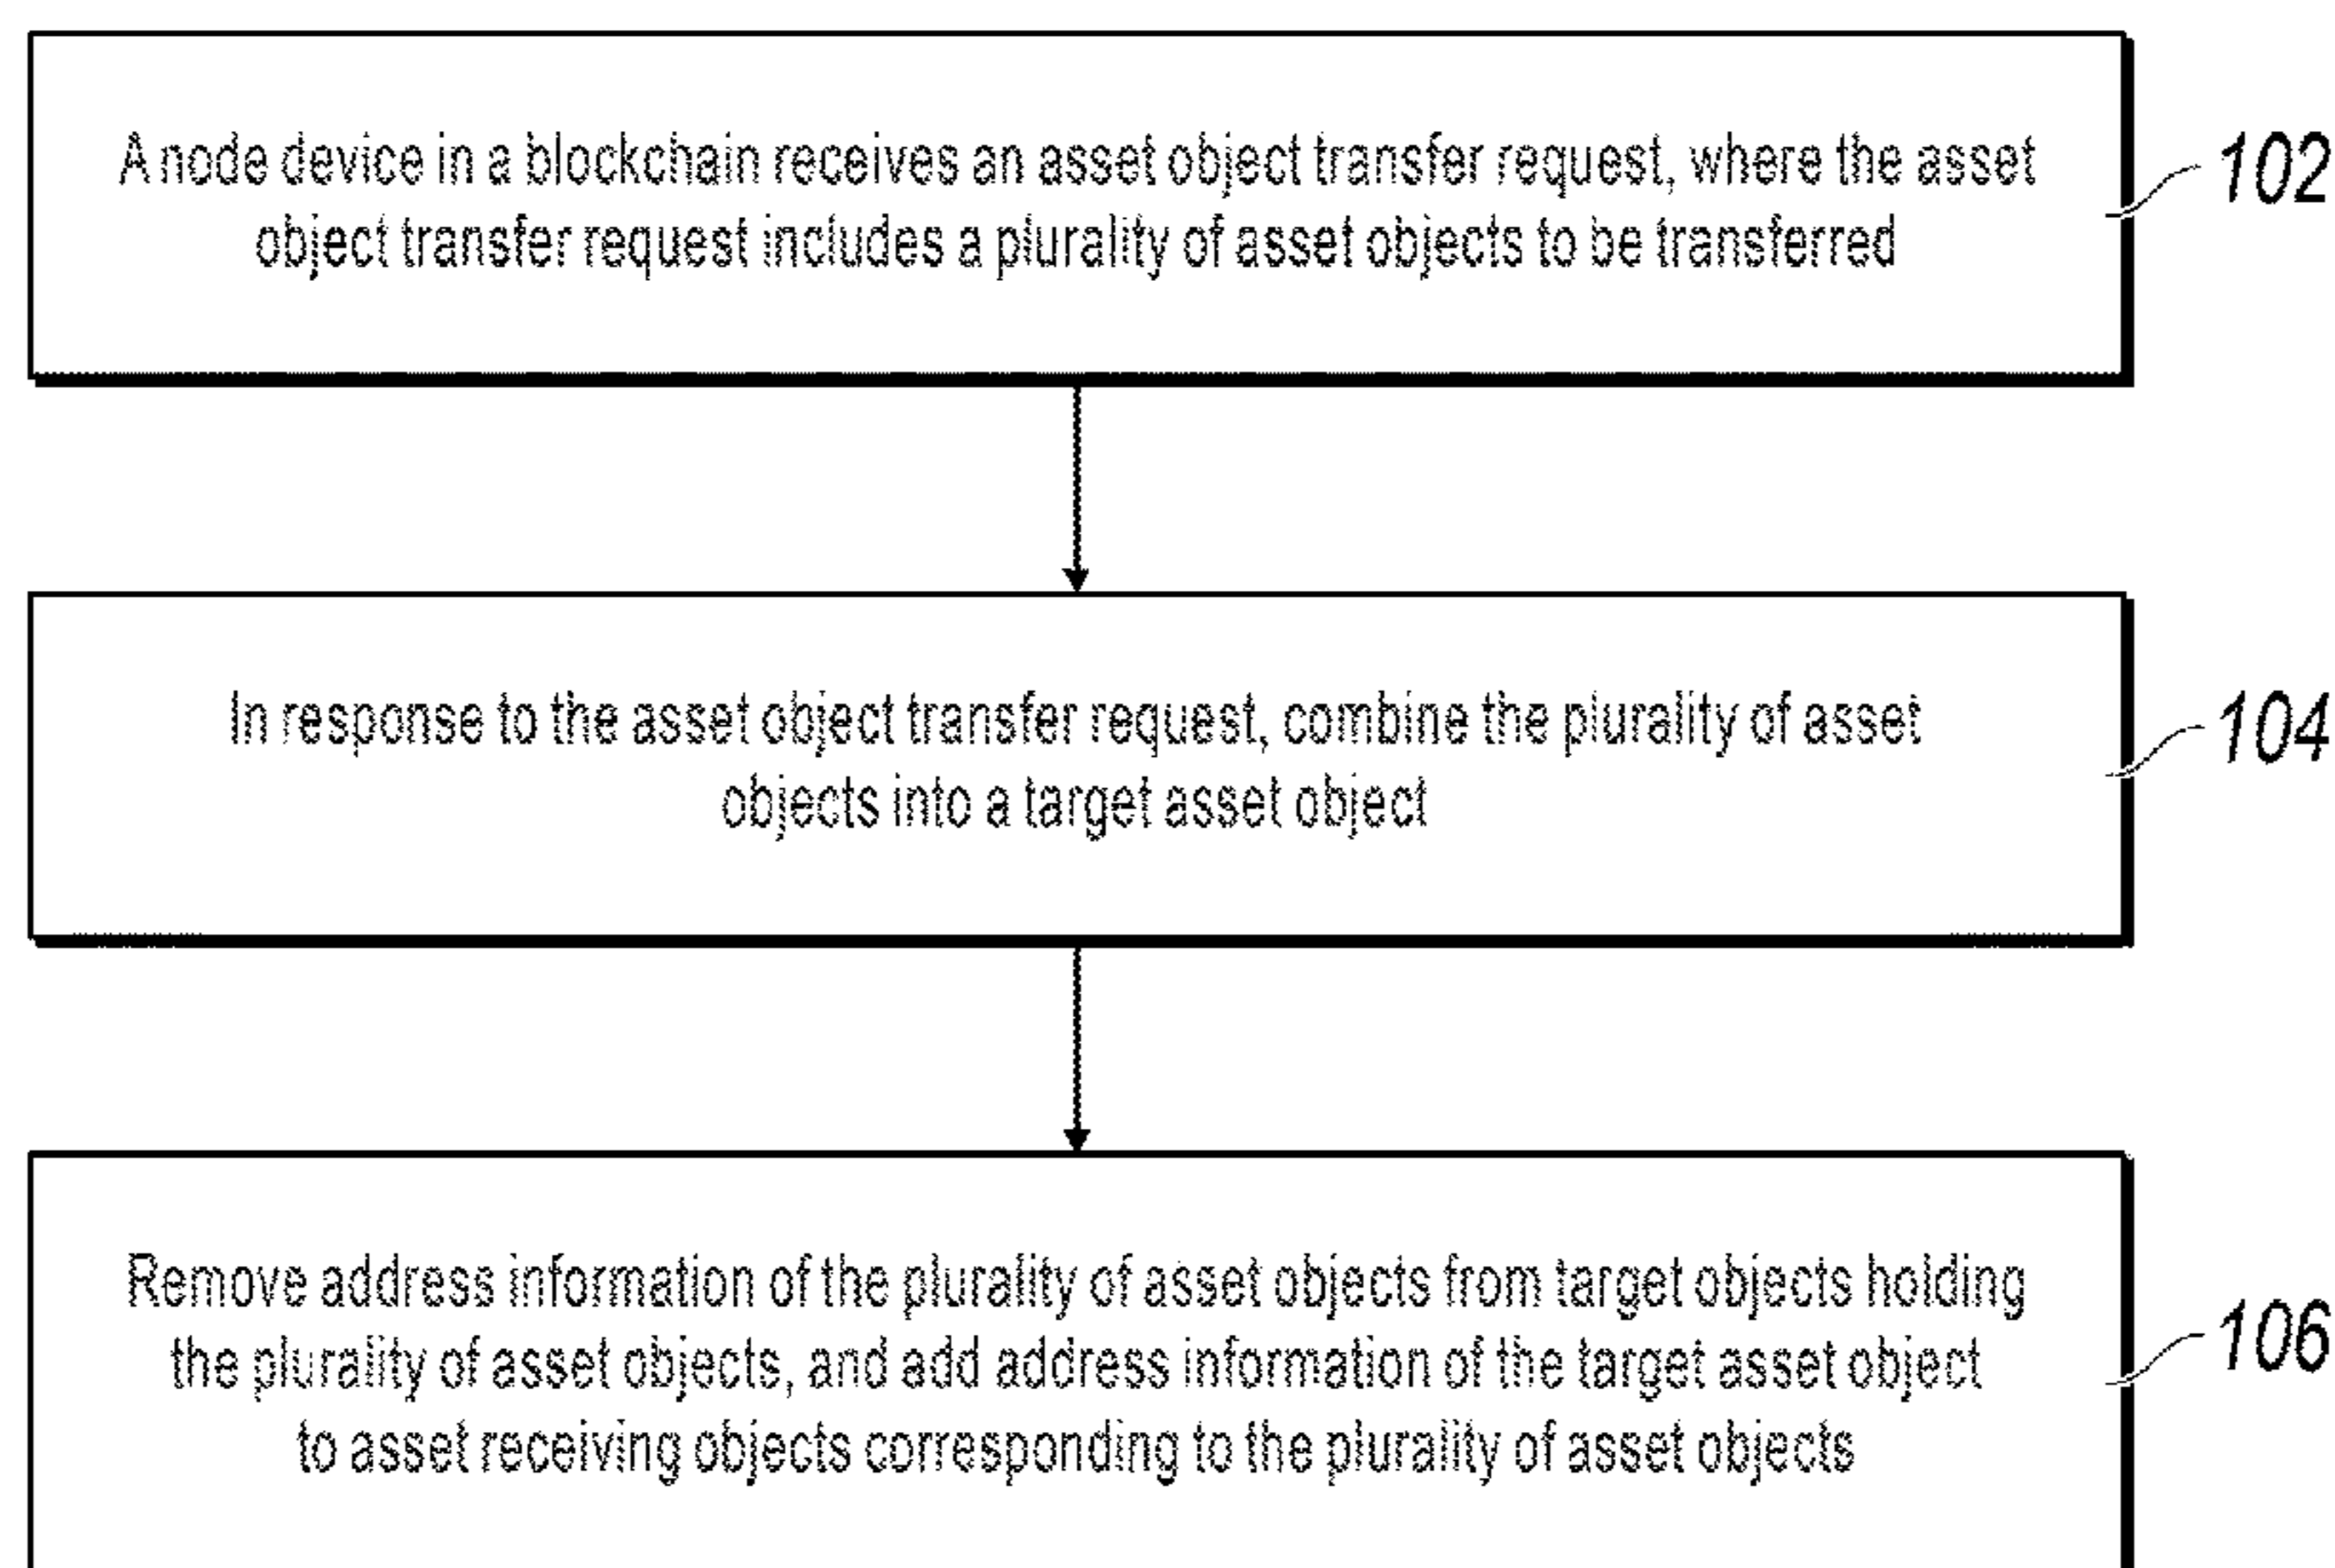 A node device in a blockchain receives an asset object transfer request, where the asset
object transfer request includes a plurality of asset objects to be transferred
102
In response to the asset object transfer request, combine the plurality of asset
objects into a target asset object
104
Remove address information of the plurality of asset objects from target objects holding
the plurality of asset objects, and add address information of the target asset object
to asset receiving objects corresponding to the plurality of asset objects
106